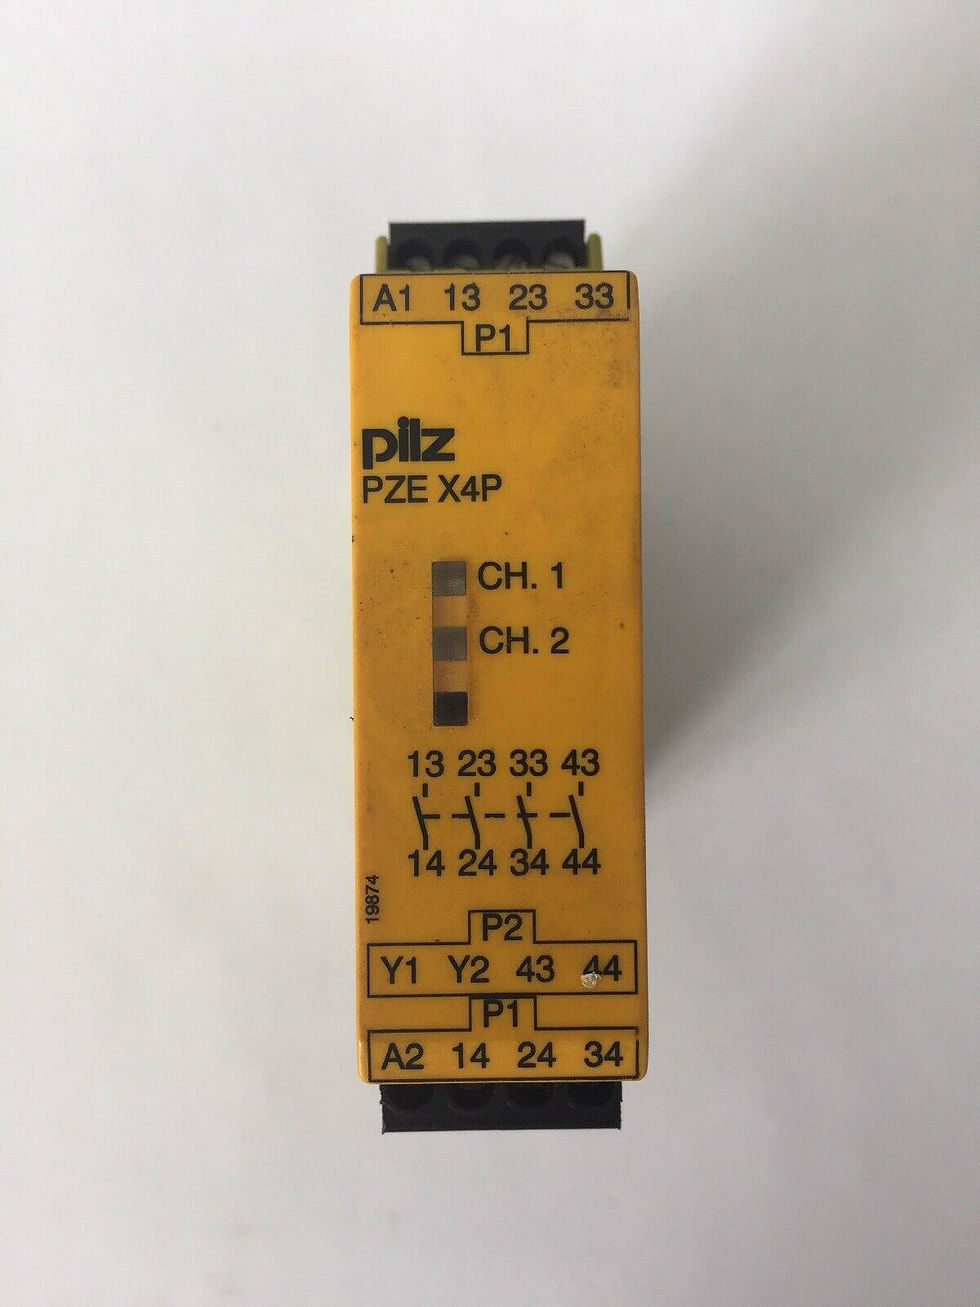 A1 13 23 33
P1
pilz
PZE X4P
CH. 1
CH. 2
13 23 33 43
14 24 34 44
19874
P2
Y1 Y2 43 44
P1
A2 14 24 34